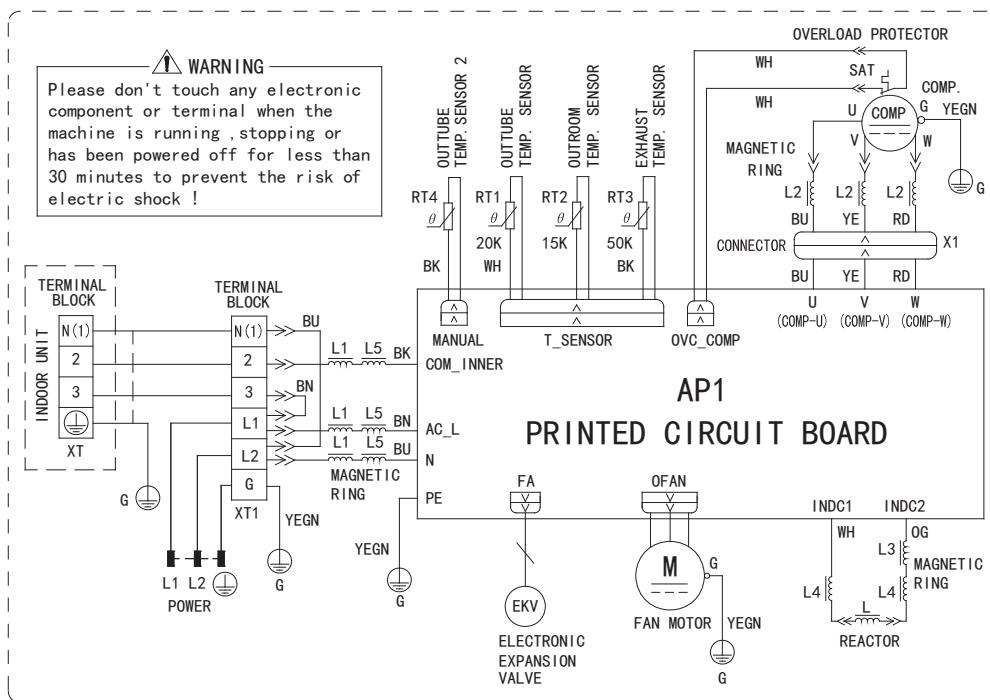 WARNING
Please don't touch any electronic
component or terminal when the
machine is running ,stopping or
has been powered off for less than
30 minutes to prevent the risk of
electric shock !
OUTTUBE
TEMP. SENSOR 2
OUTTUBE
TEMP. SENSOR
OUTROOM
TEMP. SENSOR
EXHAUST
TEMP. SENSOR
RT4
RT1
RT2
RT3
θ
θ
θ
θ
20K
15K
50K
BK
WH
BK
OVERLOAD PROTECTOR
WH
WH
SAT
COMP.
U
COMP
G
YEGN
V
W
G
MAGNETIC
RING
L2
L2
L2
BU
YE
RD
CONNECTOR
X1
BU
YE
RD
U
V
W
(COMP-U)
(COMP-V)
(COMP-W)
MANUAL
T_SENSOR
OVC_COMP
COM_INNER
AC_L
N
PE
AP1
PRINTED CIRCUIT BOARD
INDOOR UNIT
TERMINAL
BLOCK
N(1)
2
3
XT
G
TERMINAL
BLOCK
N(1)
2
3
L1
L2
G
XT1
BU
BN
L1
L5
BK
L1
L5
BN
L1
L5
BU
MAGNETIC
RING
YEGN
G
YEGN
G
L1
L2
POWER
FA
EKV
ELECTRONIC
EXPANSION
VALVE
OFAN
M
G
FAN MOTOR
YEGN
G
INDC1
INDC2
WH
OG
L3
MAGNETIC
RING
L4
L4
L
REACTOR